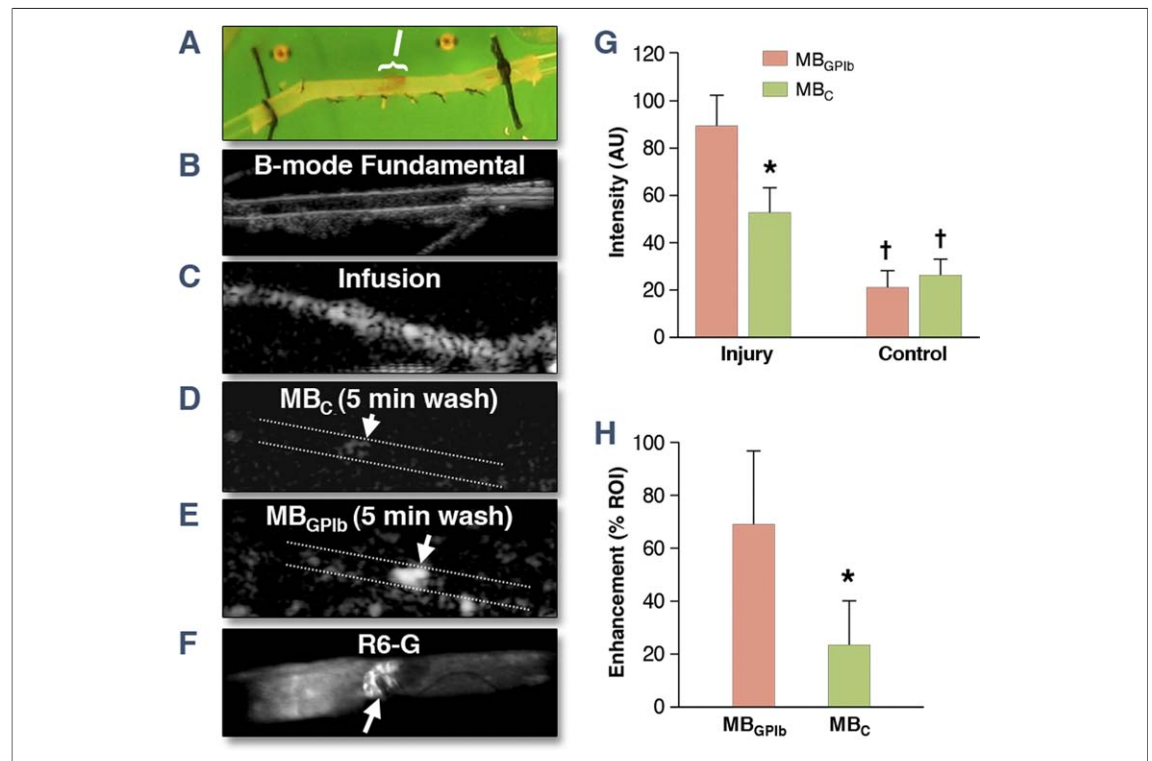 A
B
B-mode Fundamental
C
Infusion
D
MBC (5 min wash)
E
MBGPIb (5 min wash)
F
R6-G
G
120
100
80
60
40
20
0
Intensity (AU)
MBGPIb
MBC
*
†
†
Injury
Control
H
100
80
60
40
20
0
Enhancement (% ROI)
*
MBGPIb
MBC